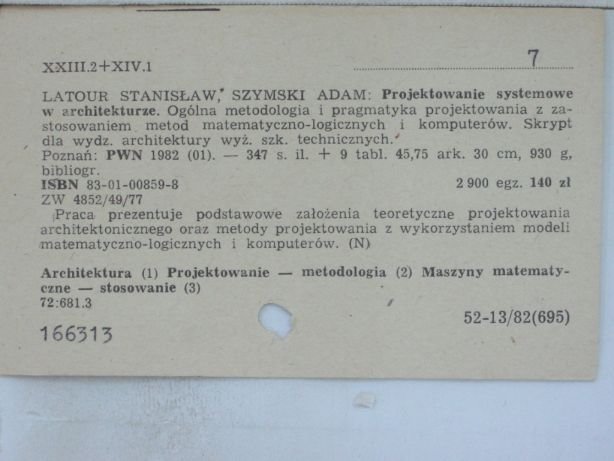 7
XXIII.2+XIV.1
LATOUR STANISŁAW, SZYMSKI ADAM: Projektowanie systemowe
w architekturze. Ogólna metodologia i pragmatyka projektowania z za-
stosowaniem metod matematyczno-logicznych i komputerów. Skrypt
dla wydz. architektury wyż. szk. technicznych.
Poznań: PWN 1982 (01). — 347 s. il. + 9 tabl. 45,75 ark. 30 cm, 930 g,
bibliogr.
ISBN 83-01-00859-8 2 900 egz. 140 zł
ZW 4852/49/77
Praca prezentuje podstawowe założenia teoretyczne projektowania
architektonicznego oraz metody projektowania z wykorzystaniem modeli
matematyczno-logicznych i komputerów. (N)
Architektura (1) Projektowanie — metodologia (2) Maszyny matematy-
czne — stosowanie (3)
72:681.3
52-13/82(695)
166313